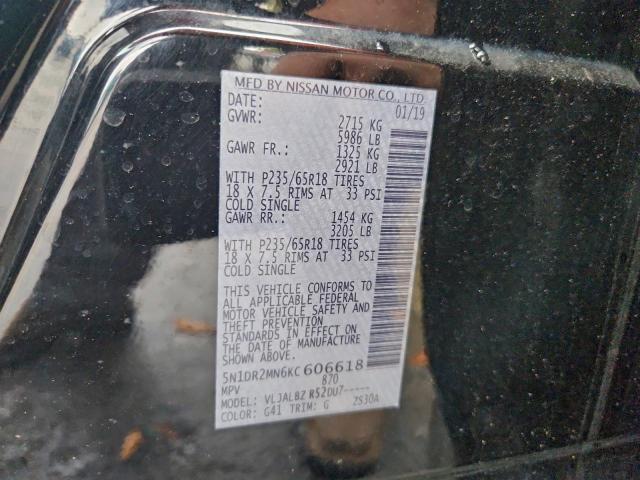 MFD BY NISSAN MOTOR CO., LTD.
DATE: 01/19
GVWR: 2715 KG
5986 LB
GAWR FR.: 1325 KG
2921 LB
WITH P235/65R18 TIRES
18 X 7.5 RIMS AT 33 PSI
COLD SINGLE
GAWR RR.: 1454 KG
3205 LB
WITH P235/65R18 TIRES
18 X 7.5 RIMS AT 33 PSI
COLD SINGLE
THIS VEHICLE CONFORMS TO
ALL APPLICABLE FEDERAL
MOTOR VEHICLE SAFETY AND
THEFT PREVENTION
STANDARDS IN EFFECT ON
THE DATE OF MANUFACTURE
SHOWN ABOVE.
5N1DR2MN6KC606618
MPV 870
MODEL: VLJALBZ R52DU7-----
COLOR: G41 TRIM: G ZS30A